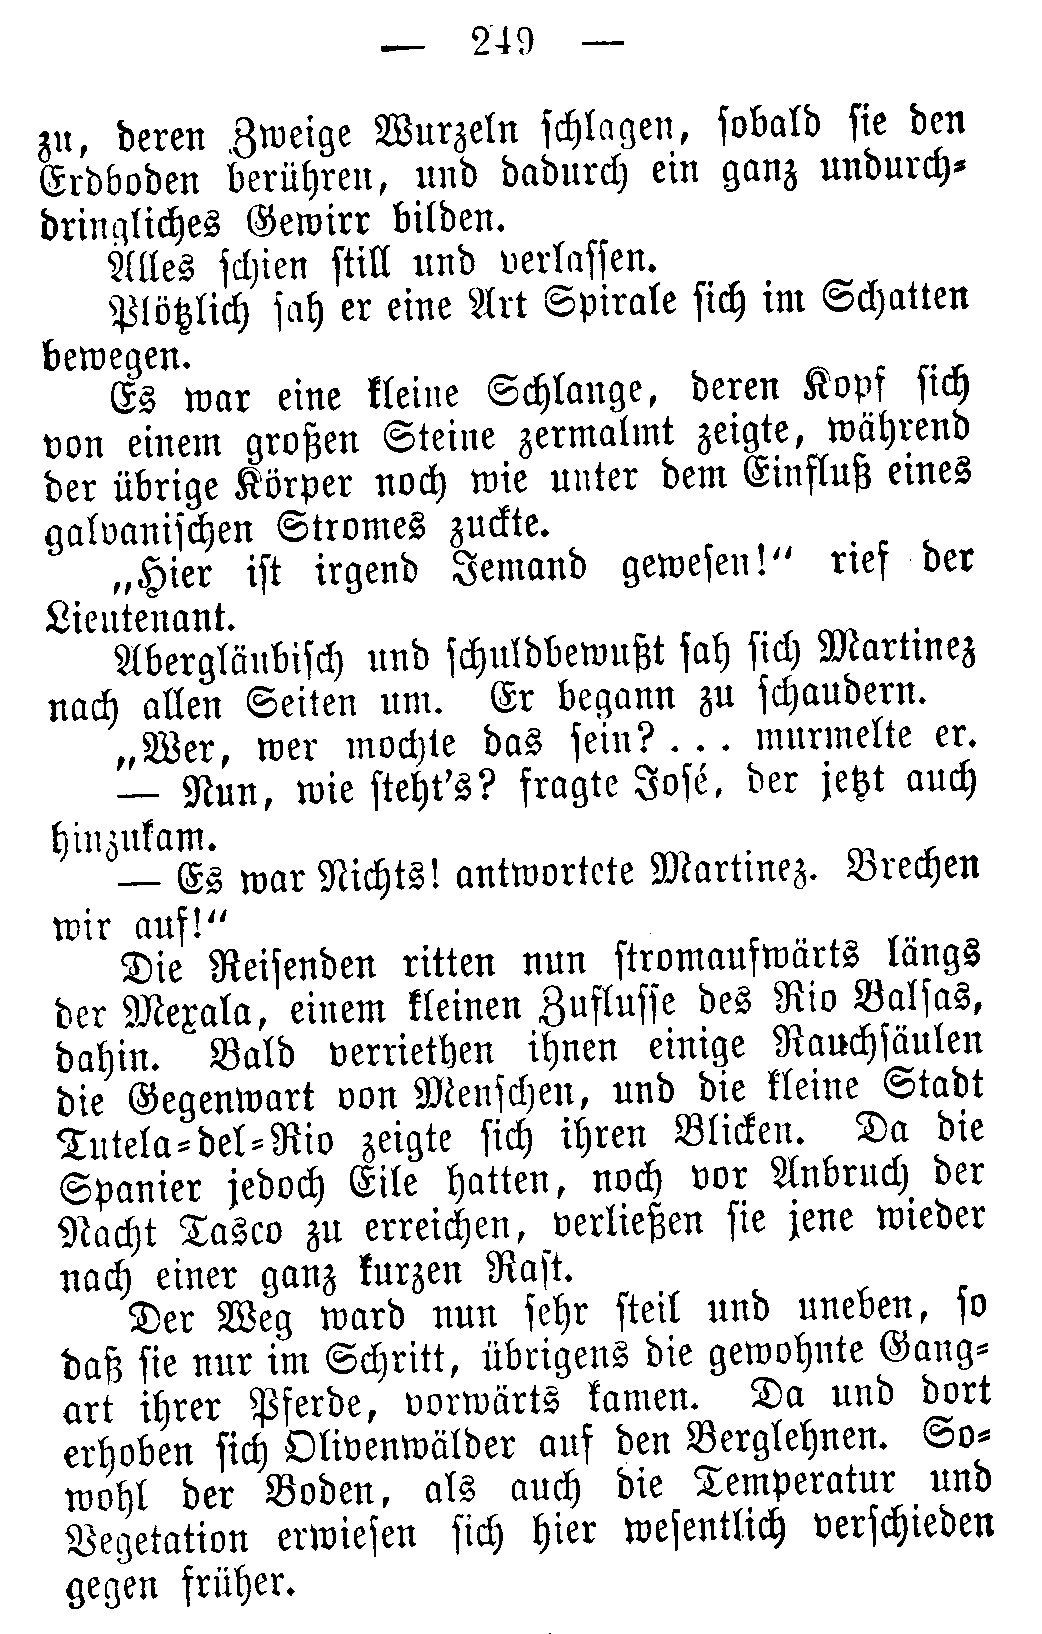 — 249 —
zu, deren Zweige Wurzeln schlagen, sobald sie den
Erdboden berühren, und dadurch ein ganz undurch-
dringliches Gewirr bilden.
Alles schien still und verlassen.
Plötzlich sah er eine Art Spirale sich im Schatten
bewegen.
Es war eine kleine Schlange, deren Kopf sich
von einem großen Steine zermalmt zeigte, während
der übrige Körper noch wie unter dem Einfluß eines
galvanischen Stromes zuckte.
„Hier ist irgend Jemand gewesen!“ rief der
Lieutenant.
Abergläubisch und schuldbewußt sah sich Martinez
nach allen Seiten um. Er begann zu schaudern.
„Wer, wer mochte das sein? . . . murmelte er.
— Nun, wie steht's? fragte José, der jetzt auch
hinzukam.
— Es war Nichts! antwortete Martinez. Brechen
wir auf!“
Die Reisenden ritten nun stromaufwärts längs
der Mexala, einem kleinen Zuflusse des Rio Balsas,
dahin. Bald verriethen ihnen einige Rauchsäulen
die Gegenwart von Menschen, und die kleine Stadt
Tutela-del-Rio zeigte sich ihren Blicken. Da die
Spanier jedoch Eile hatten, noch vor Anbruch der
Nacht Tasco zu erreichen, verließen sie jene wieder
nach einer ganz kurzen Rast.
Der Weg ward nun sehr steil und uneben, so
daß sie nur im Schritt, übrigens die gewohnte Gang-
art ihrer Pferde, vorwärts kamen. Da und dort
erhoben sich Olivenwälder auf den Berglehnen. So-
wohl der Boden, als auch die Temperatur und
Vegetation erwiesen sich hier wesentlich verschieden
gegen früher.